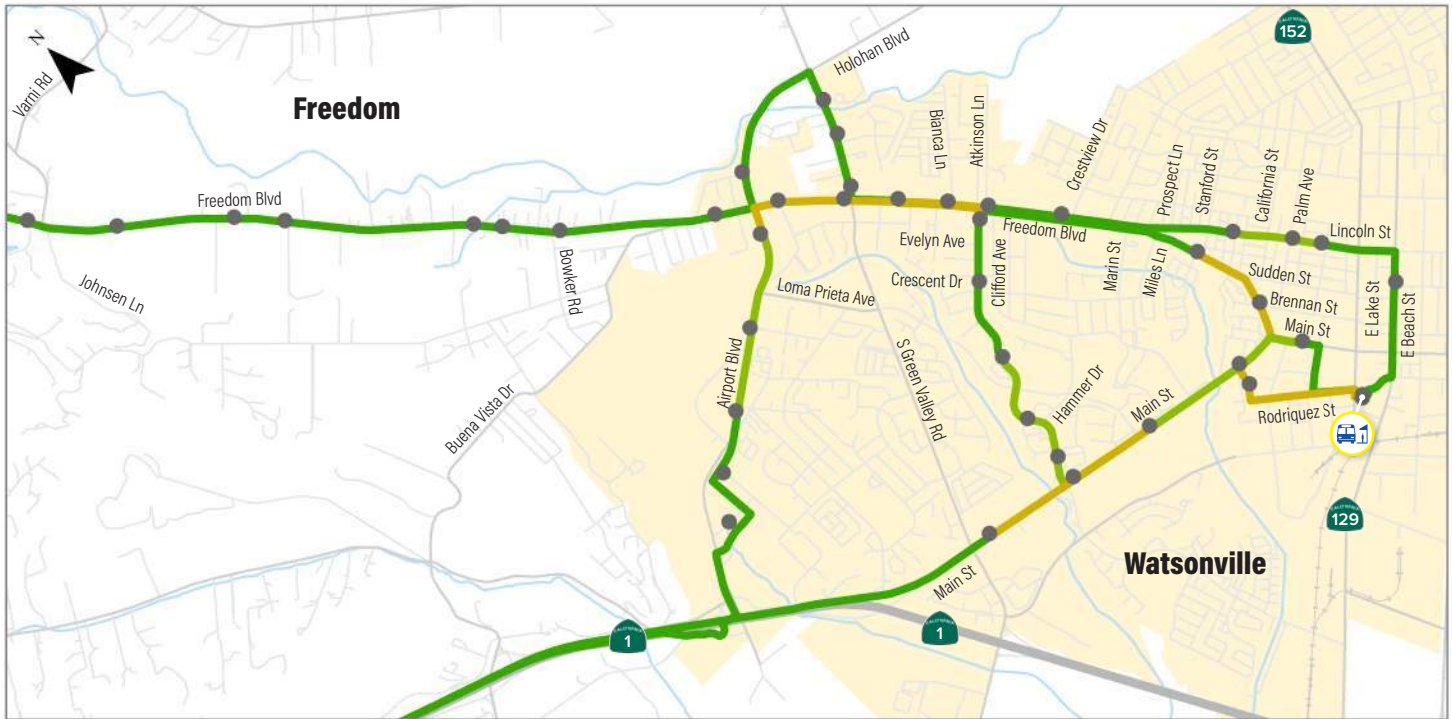 152
N
Varni Rd
Freedom
Holohan Blvd
Bianca Ln
Atkinson Ln
Crestview Dr
Prospect Ln
Stanford St
California St
Palm Ave
Freedom Blvd
Evelyn Ave
Freedom Blvd
Lincoln St
Johnsen Ln
Bowker Rd
Loma Prieta Ave
Crescent Dr
Clifford Ave
Marin St
Miles Ln
Sudden St
Brennan St
Main St
E Lake St
E Beach St
Airport Blvd
S Green Valley Rd
Hammer Dr
Main St
Rodriquez St
Buena Vista Dr
CALIFORNIA
129
Watsonville
Main St
CALIFORNIA
1
CALIFORNIA
1